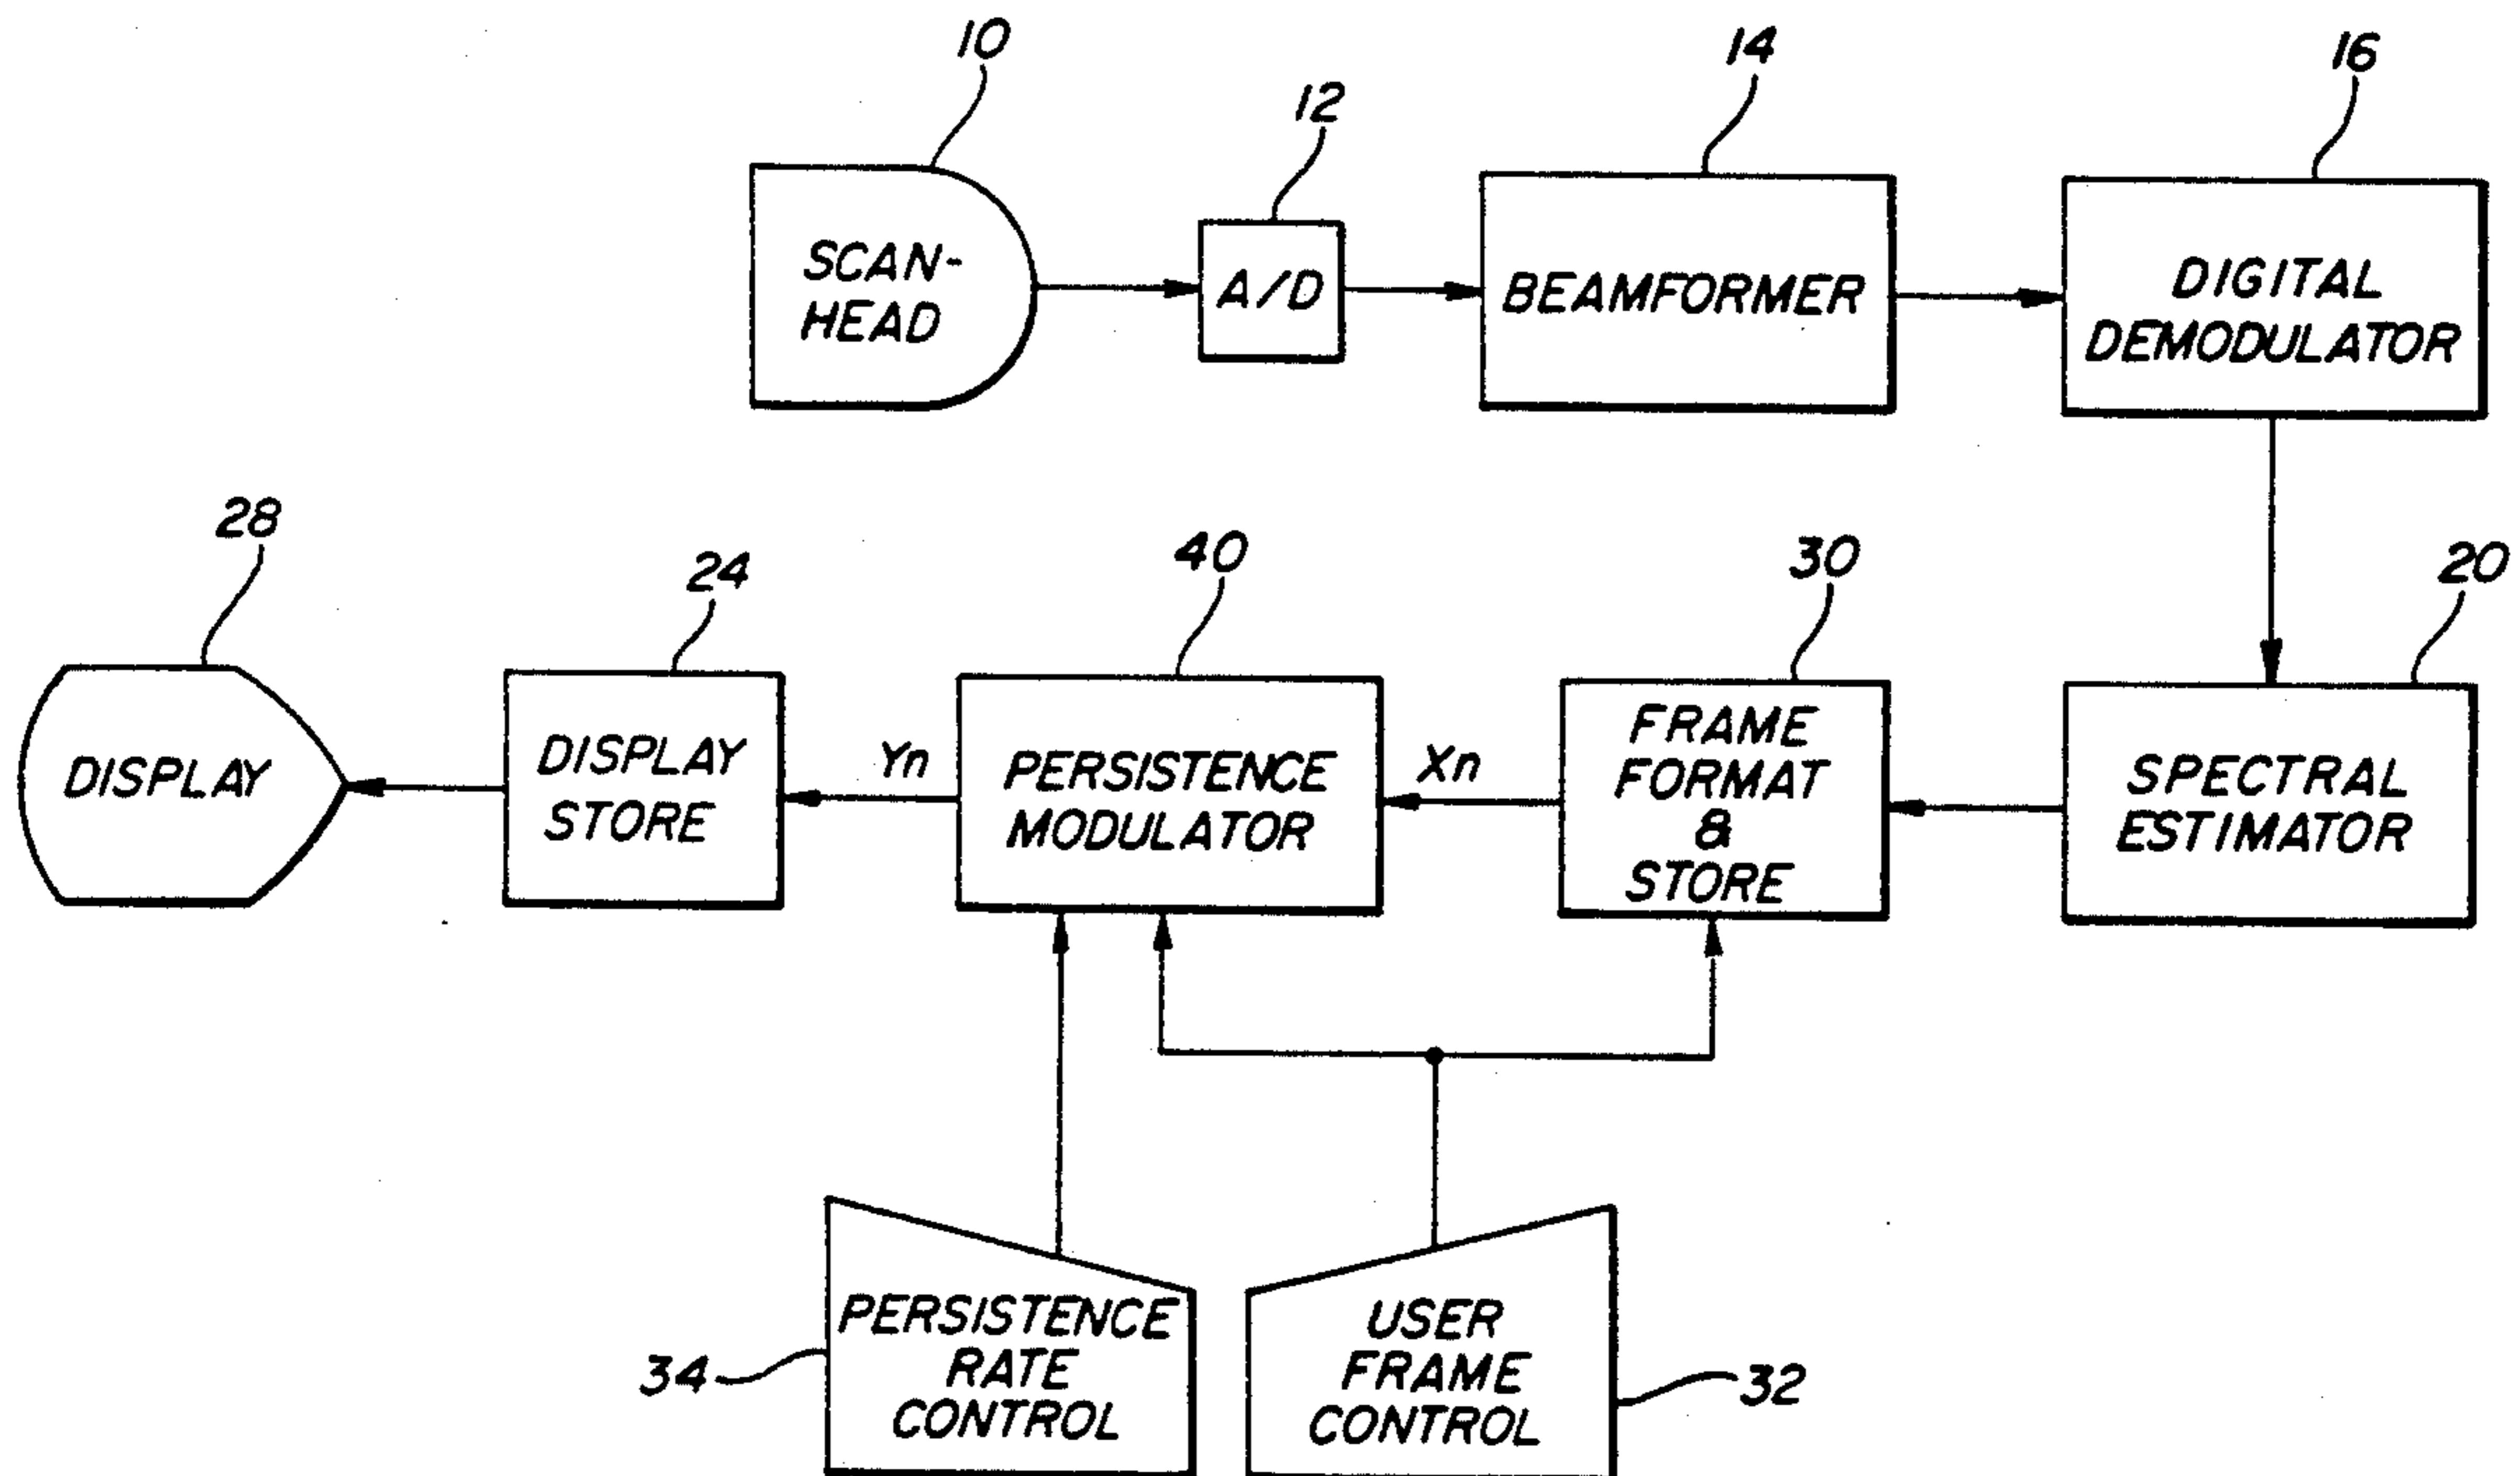 10
12
14
16
SCAN-
HEAD
A/D
BEAMFORMER
DIGITAL
DEMODULATOR
28
24
40
30
20
DISPLAY
DISPLAY
STORE
Yn
PERSISTENCE
MODULATOR
Xn
FRAME
FORMAT
&
STORE
SPECTRAL
ESTIMATOR
34
PERSISTENCE
RATE
CONTROL
USER
FRAME
CONTROL
32